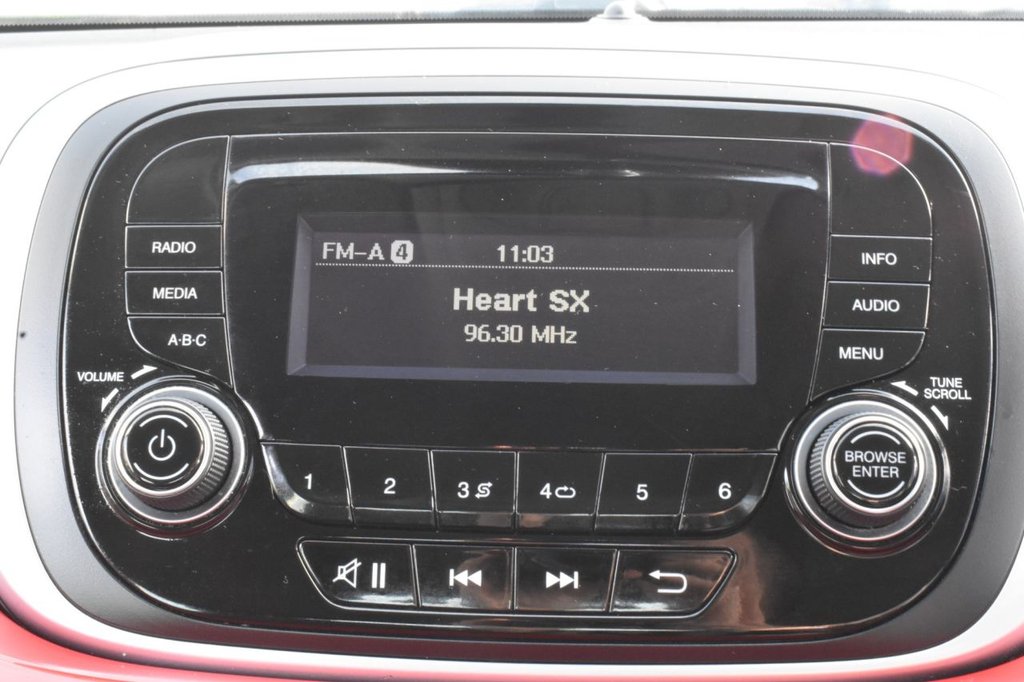 FM-A 4 11:03
Heart SX
96.30 MHz
RADIO
MEDIA
A·B·C
VOLUME
INFO
AUDIO
MENU
TUNE
SCROLL
BROWSE
ENTER
1 2 3 4 5 6